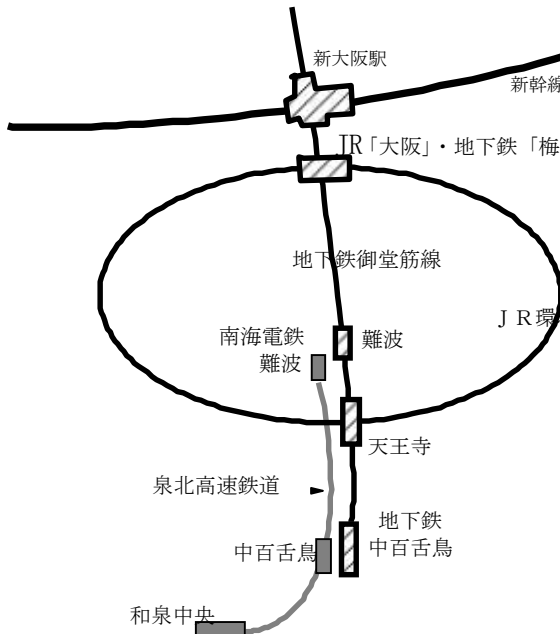 新大阪駅
新幹線
JR「大阪」・地下鉄「梅
地下鉄御堂筋線
JR環
南海電鉄
難波
難波
天王寺
泉北高速鉄道
地下鉄
中百舌鳥
中百舌鳥
和泉中央